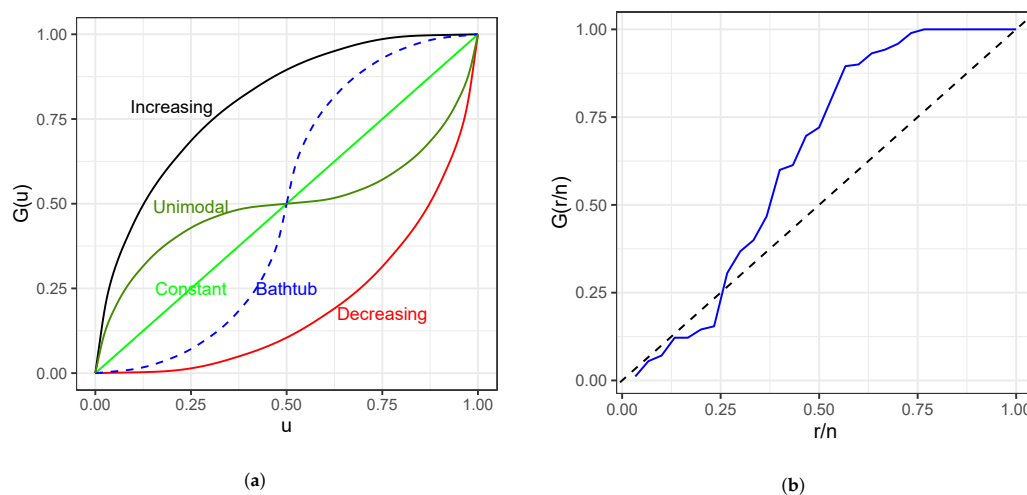 G(u)
1.00
0.75
0.50
0.25
0.00
Increasing
Unimodal
Constant
Bathtub
Decreasing
0.00 0.25 0.50 0.75 1.00
u
(a)
G(r/n)
1.00
0.75
0.50
0.25
0.00
0.00 0.25 0.50 0.75 1.00
r/n
(b)